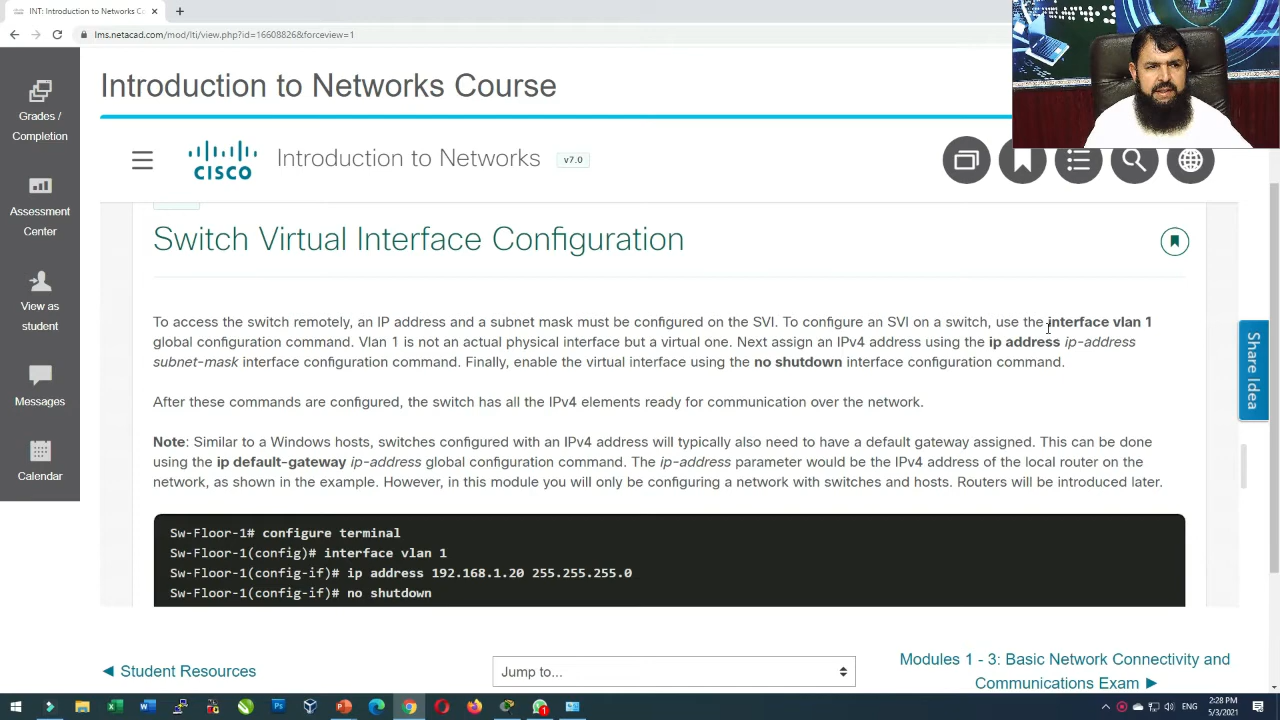 INT: Introduction to Networks Co
lms.netacad.com/mod/lti/view.php?id=16608826&forceview=1
Grades /
Completion
Assessment
Center
View as
student
Messages
Calendar
Introduction to Networks Course
CISCO
Introduction to Networks
v7.0
Switch Virtual Interface Configuration
To access the switch remotely, an IP address and a subnet mask must be configured on the SVI. To configure an SVI on a switch, use the interface vlan 1
global configuration command. Vlan 1 is not an actual physical interface but a virtual one. Next assign an IPv4 address using the ip address ip-address
subnet-mask interface configuration command. Finally, enable the virtual interface using the no shutdown interface configuration command.
After these commands are configured, the switch has all the IPv4 elements ready for communication over the network.
Note: Similar to a Windows hosts, switches configured with an IPv4 address will typically also need to have a default gateway assigned. This can be done
using the ip default-gateway ip-address global configuration command. The ip-address parameter would be the IPv4 address of the local router on the
network, as shown in the example. However, in this module you will only be configuring a network with switches and hosts. Routers will be introduced later.
Sw-Floor-1# configure terminal
Sw-Floor-1(config)# interface vlan 1
Sw-Floor-1(config-if)# ip address 192.168.1.20 255.255.255.0
Sw-Floor-1(config-if)# no shutdown
Share Idea
◄ Student Resources
Jump to...
Modules 1 - 3: Basic Network Connectivity and
Communications Exam ►
2:28 PM
5/3/2021